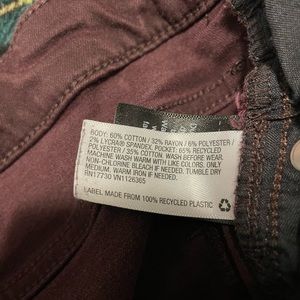 BODY: 60% COTTON / 32% RAYON / 6% POLYESTER /
2% LYCRA® SPANDEX. POCKET: 65% RECYCLED
POLYESTER / 35% COTTON. WASH BEFORE WEAR.
MACHINE WASH WARM WITH LIKE COLORS. ONLY
NON-CHLORINE BLEACH IF NEEDED. TUMBLE DRY
MEDIUM. WARM IRON IF NEEDED.
RN17730 VN1126365
LABEL MADE FROM 100% RECYCLED PLASTIC